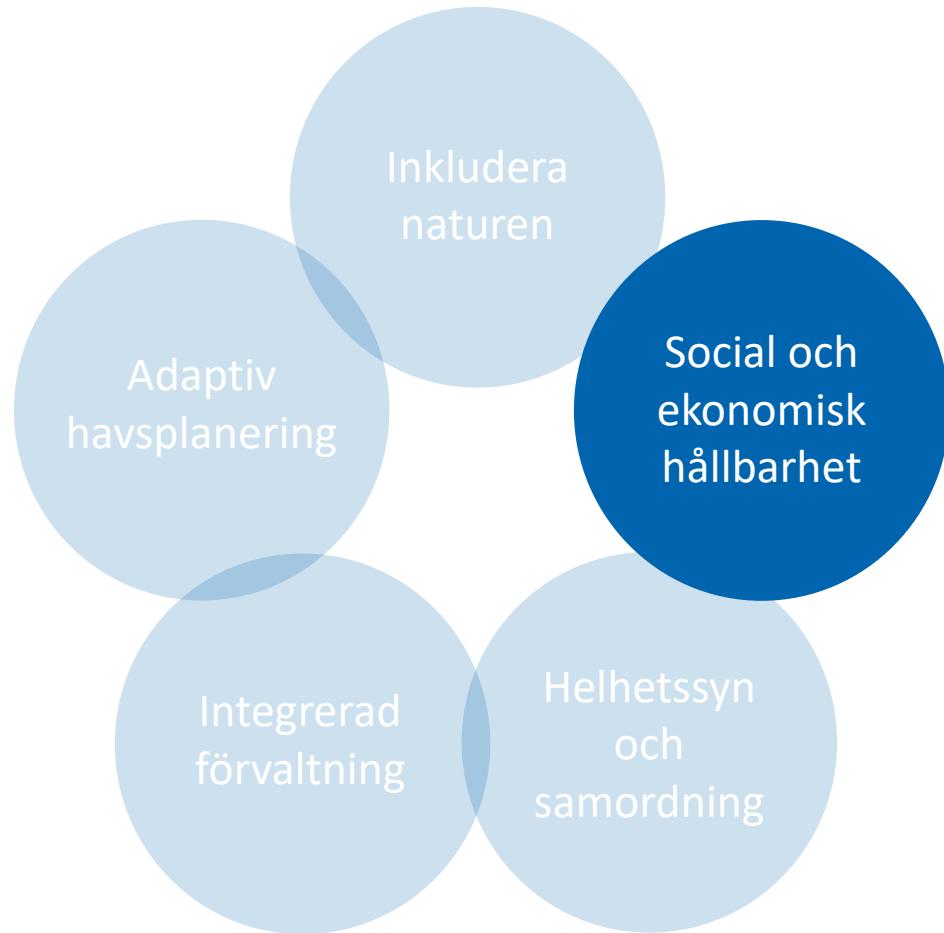 Inkludera
naturen
Social och
ekonomisk
hållbarhet
Helhetssyn
och
samordning
Integrerad
förvaltning
Adaptiv
havsplanering